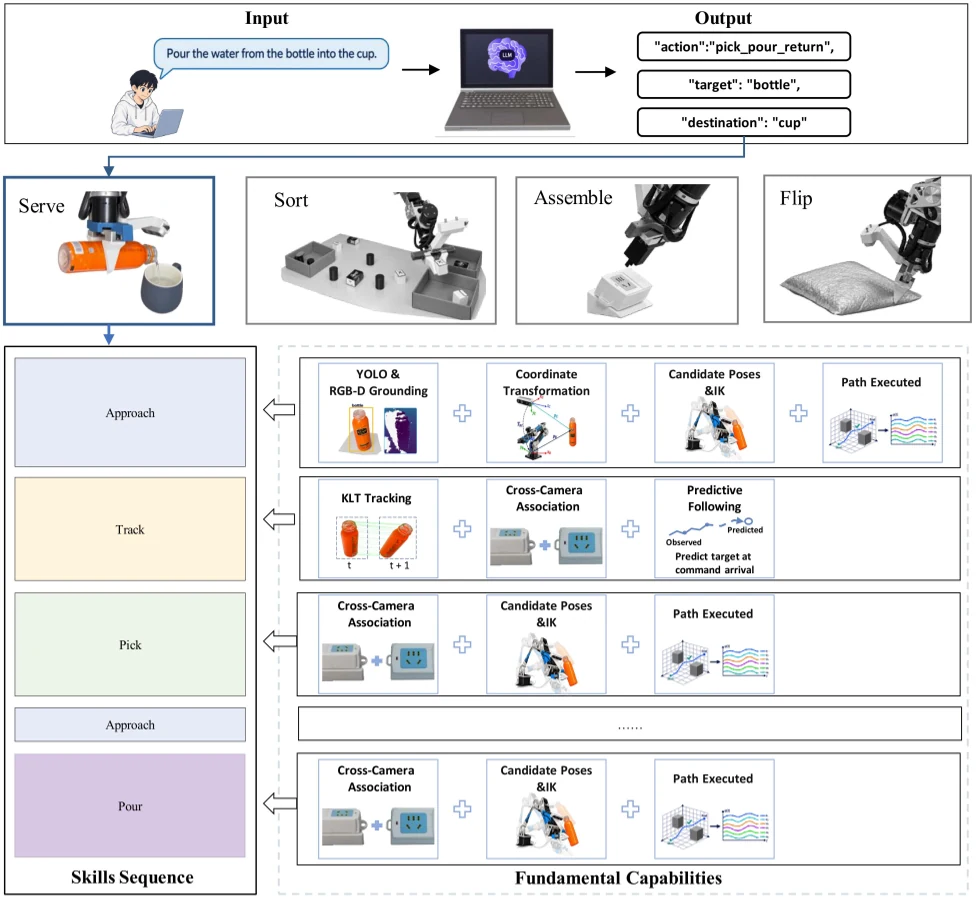 Input
Output
Pour the water from the bottle into the cup.
LLM
"action":"pick_pour_return",
"target": "bottle",
"destination": "cup"
Serve
Sort
Assemble
Flip
Approach
YOLO &
RGB-D Grounding
bottle
Coordinate
Transformation
Candidate Poses
&IK
Path Executed
Track
KLT Tracking
t
t + 1
Cross-Camera
Association
Predictive
Following
Observed
Predicted
Predict target at
command arrival
Pick
Cross-Camera
Association
Candidate Poses
&IK
Path Executed
Approach
......
Pour
Cross-Camera
Association
Candidate Poses
&IK
Path Executed
Skills Sequence
Fundamental Capabilities